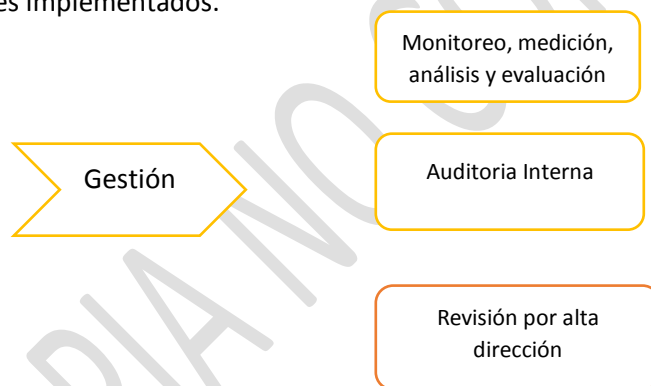 es implementados.
Monitoreo, medición,
análisis y evaluación
Gestión
Auditoria Interna
Revisión por alta
dirección